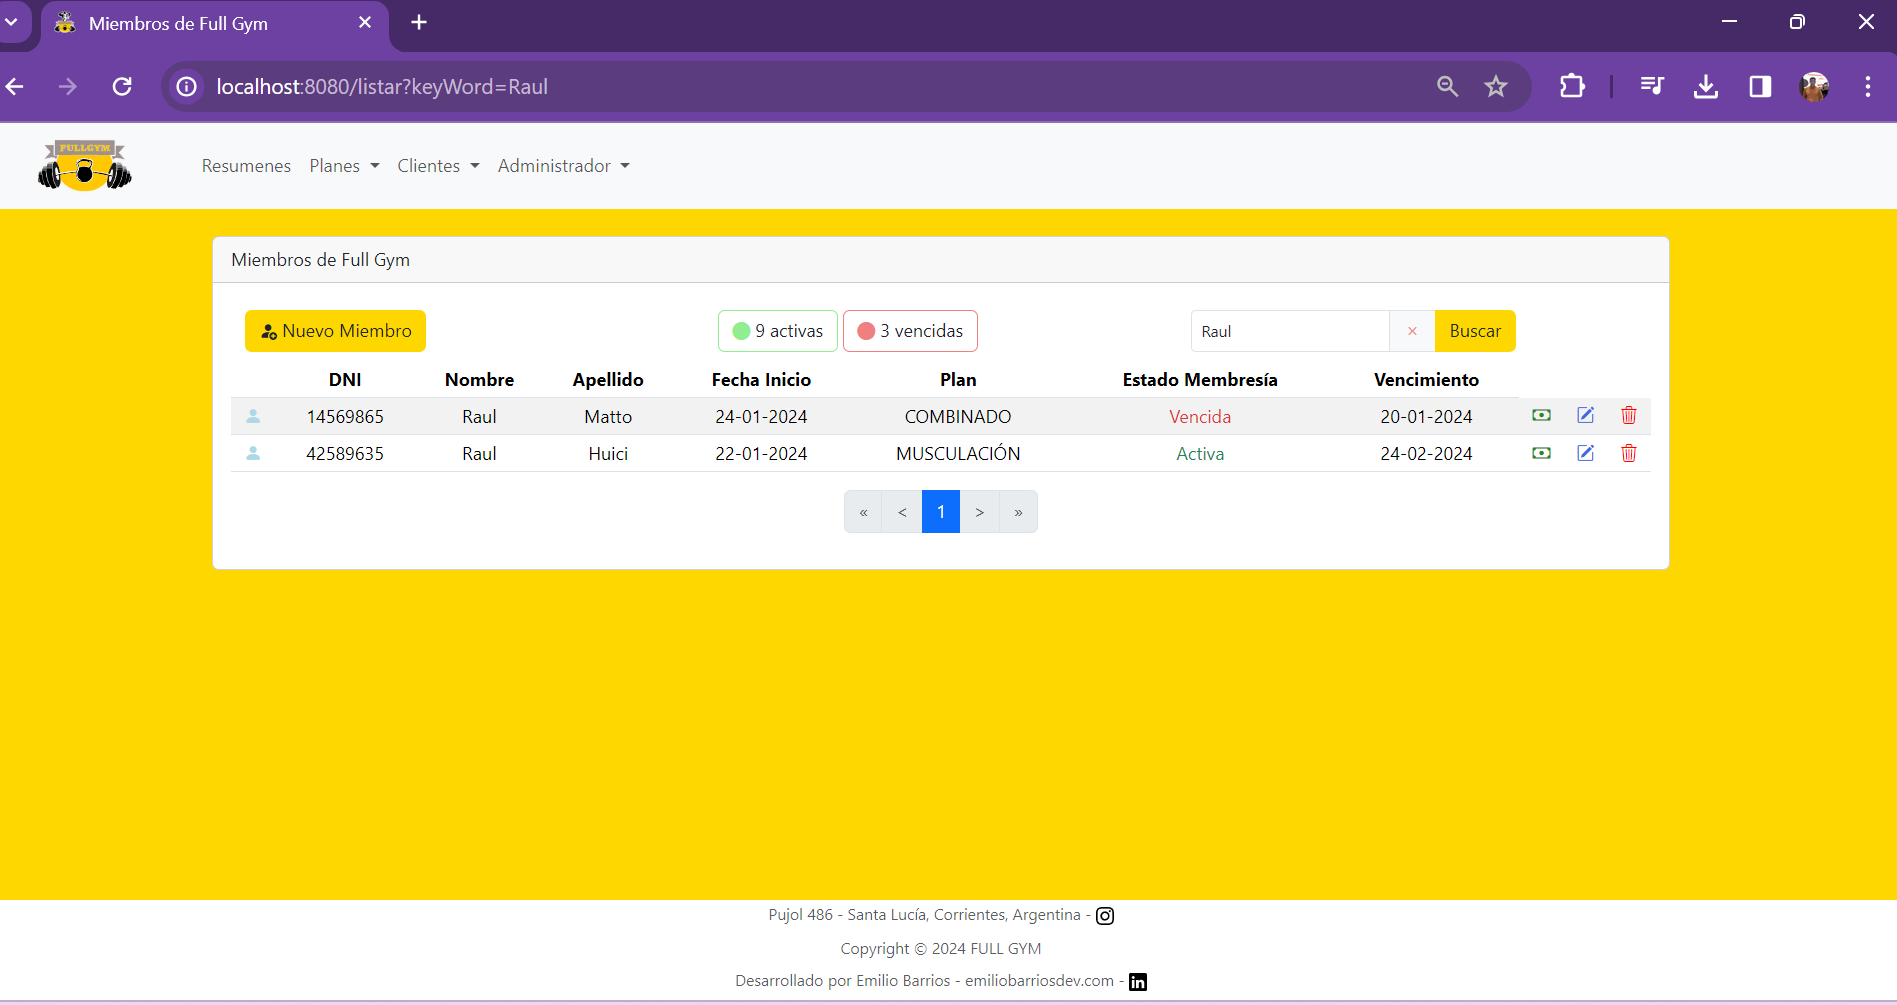 Miembros de Full Gym
localhost:8080/listar?keyWord=Raul
FULLGYM
Resumenes Planes Clientes Administrador
Miembros de Full Gym
Nuevo Miembro 9 activas 3 vencidas Raul × Buscar
DNI Nombre Apellido Fecha Inicio Plan Estado Membresía Vencimiento
14569865 Raul Matto 24-01-2024 COMBINADO Vencida 20-01-2024
42589635 Raul Huici 22-01-2024 MUSCULACIÓN Activa 24-02-2024
« < 1 > »
Pujol 486 - Santa Lucía, Corrientes, Argentina -
Copyright © 2024 FULL GYM
Desarrollado por Emilio Barrios - emiliobarriosdev.com -